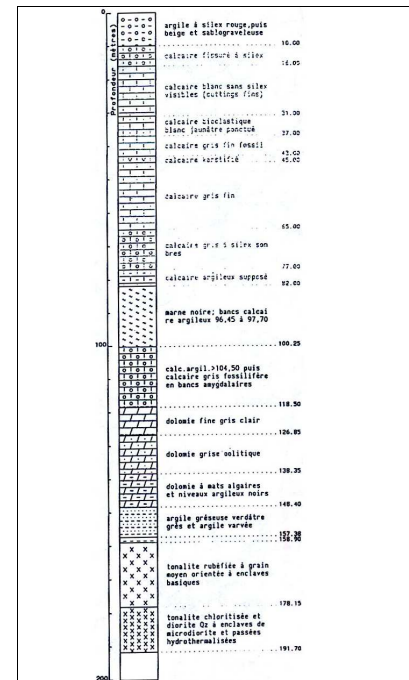 0
Profondeur (mètres)
argile à silex rouge,puis
beige et sablograveleuse
10.00
calcaire fissuré à silex
16.05
calcaire blanc sans silex
visibles (cuttings fins)
31.00
calcaire bioclastique
blanc jaunâtre ponctué
37.00
calcaire gris fin fossil
43.00
calcaire karstifié
45.00
calcaire gris fin
65.00
calcaire gris à silex som
bres
77.00
calcaire argileux supposé
82.00
marne noire; bancs calcai
re argileux 96,45 à 97,70
100
100.25
calc.argil.>104,50 puis
calcaire gris fossilifère
en bancs amygdalaires
118.50
dolomie fine gris clair
126.85
dolomie grise oolitique
138.35
dolomie à mats algaires
et niveaux argileux noirs
148.40
argile gréseuse verdâtre
grès et argile varvée
157.38
158.90
tonalite rubéfiée à grain
moyen orientée à enclaves
basiques
178.15
tonalite chloritisée et
diorite Qz à enclaves de
microdiorite et passées
hydrothermalisées
191.70
200